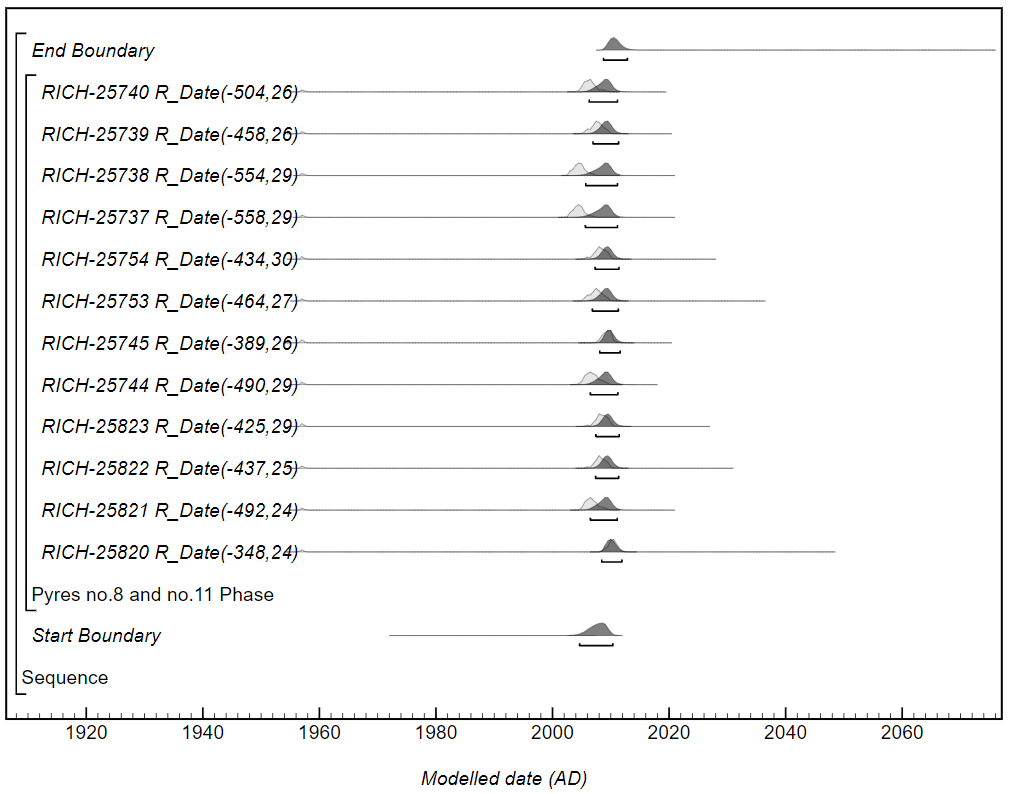 End Boundary
RICH-25740 R_Date(-504,26)
RICH-25739 R_Date(-458,26)
RICH-25738 R_Date(-554,29)
RICH-25737 R_Date(-558,29)
RICH-25754 R_Date(-434,30)
RICH-25753 R_Date(-464,27)
RICH-25745 R_Date(-389,26)
RICH-25744 R_Date(-490,29)
RICH-25823 R_Date(-425,29)
RICH-25822 R_Date(-437,25)
RICH-25821 R_Date(-492,24)
RICH-25820 R_Date(-348,24)
Pyres no.8 and no.11 Phase
Start Boundary
Sequence
1920 1940 1960 1980 2000 2020 2040 2060
Modelled date (AD)